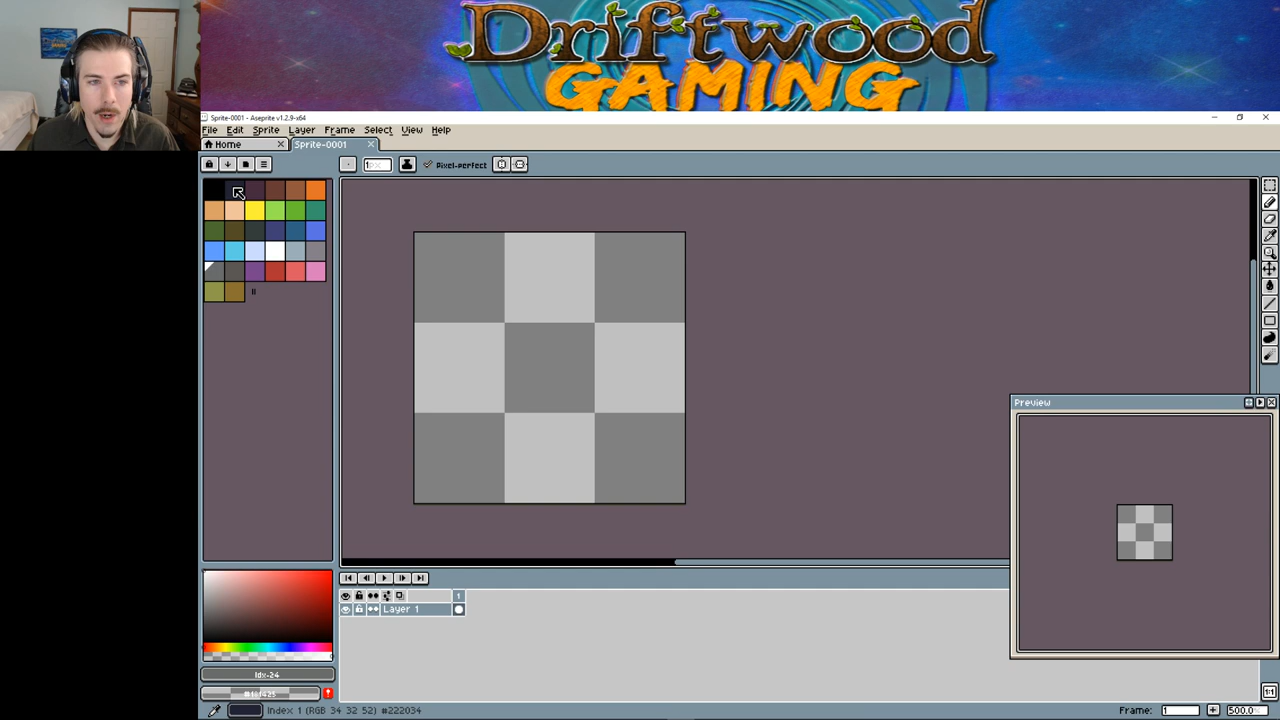 Driftwood
GAMING
Sprite-0001 - Aseprite v1.2.9-x64
File Edit Sprite Layer Frame Select View Help
Home Sprite-0001
Pixel-perfect
Preview
1
Layer 1
Idx-24
Index 1 (RGB 34 32 52) #222034
Frame: 1 500.0